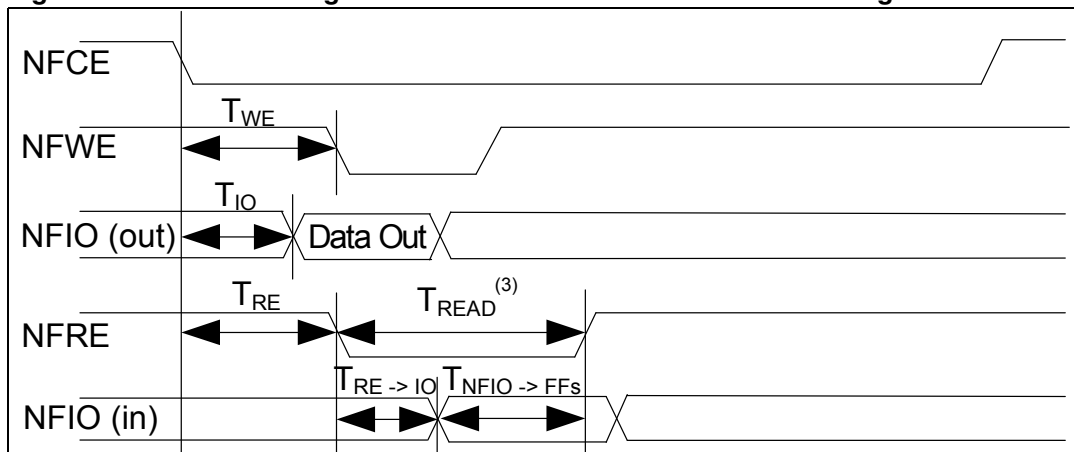 NFCE
T_WE
NFWE
T_IO
NFIO (out)
Data Out
T_RE
T_READ^(3)
NFRE
T_RE -> IO
T_NFIO -> FFs
NFIO (in)